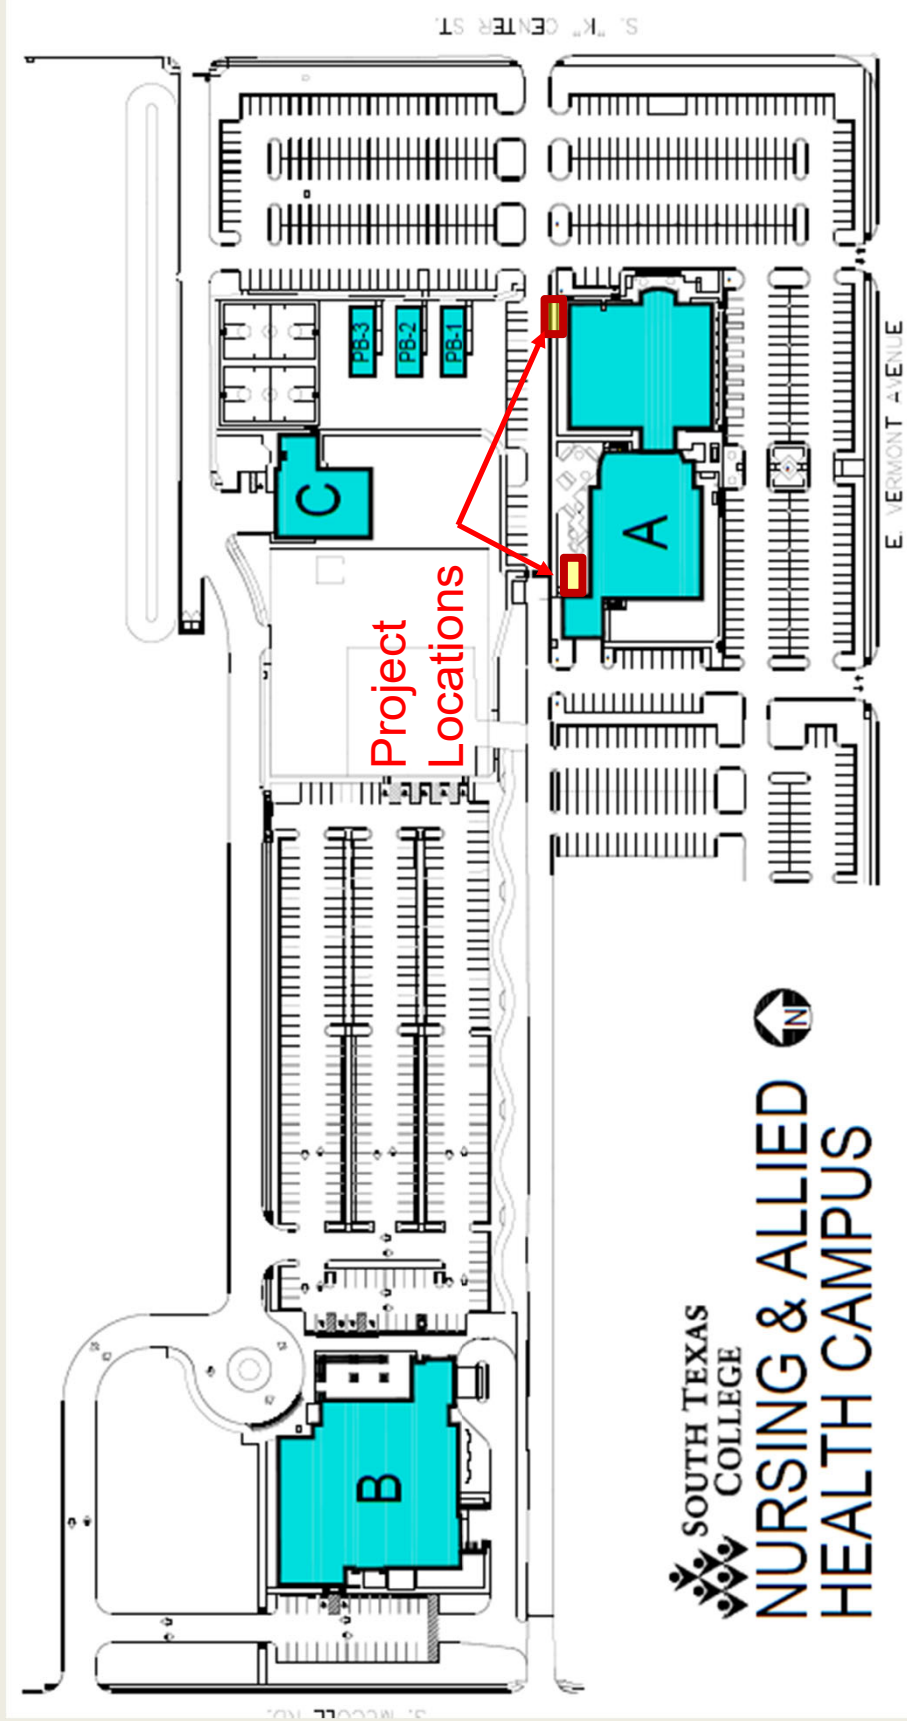 S. "K" CENTER ST.
PB-3
PB-2
PB-1
C
A
B
Project
Locations
E. VERMONT AVENUE
N
SOUTH TEXAS
COLLEGE
NURSING & ALLIED
HEALTH CAMPUS
S. MCCOLL RD.